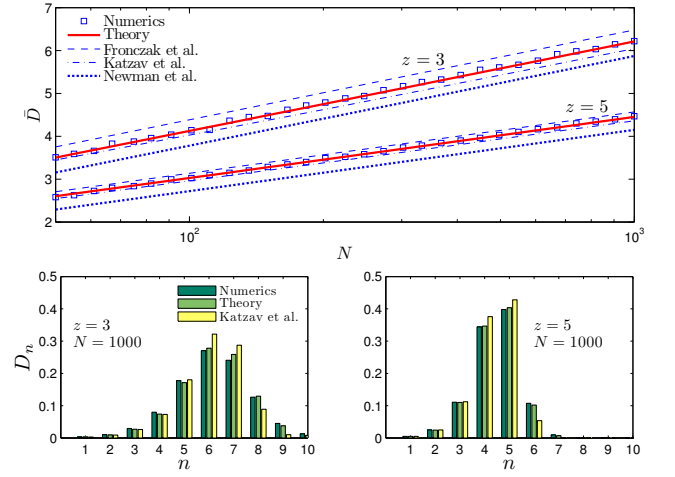 7
6
5
4
3
2
D̄
Numerics
Theory
Fronczak et al.
Katzav et al.
Newman et al.
z = 3
z = 5
10²
10³
N
0.5
0.4
0.3
0.2
0.1
0
Dₙ
z = 3
N = 1000
Numerics
Theory
Katzav et al.
1 2 3 4 5 6 7 8 9 10
n
0.5
0.4
0.3
0.2
0.1
0
z = 5
N = 1000
1 2 3 4 5 6 7 8 9 10
n